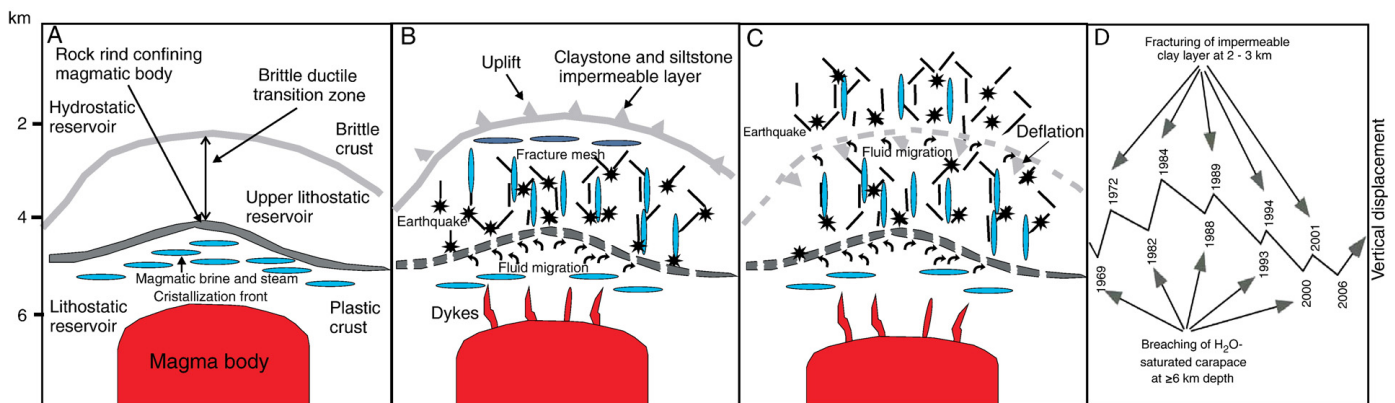 km
2
4
6
A
Rock rind confining
magmatic body
Brittle ductile
transition zone
Hydrostatic
reservoir
Brittle
crust
Upper lithostatic
reservoir
Magmatic brine and steam
Cristallization front
Lithostatic
reservoir
Plastic
crust
Magma body
B
Uplift
Claystone and siltstone
impermeable layer
Fracture mesh
Earthquake
Fluid migration
Dykes
C
Earthquake
Deflation
Fluid migration
D
Fracturing of impermeable
clay layer at 2 - 3 km
1969
1972
1982
1984
1988
1989
1993
1994
2000
2001
2006
Breaching of H₂O-
saturated carapace
at ≥6 km depth
Vertical displacement